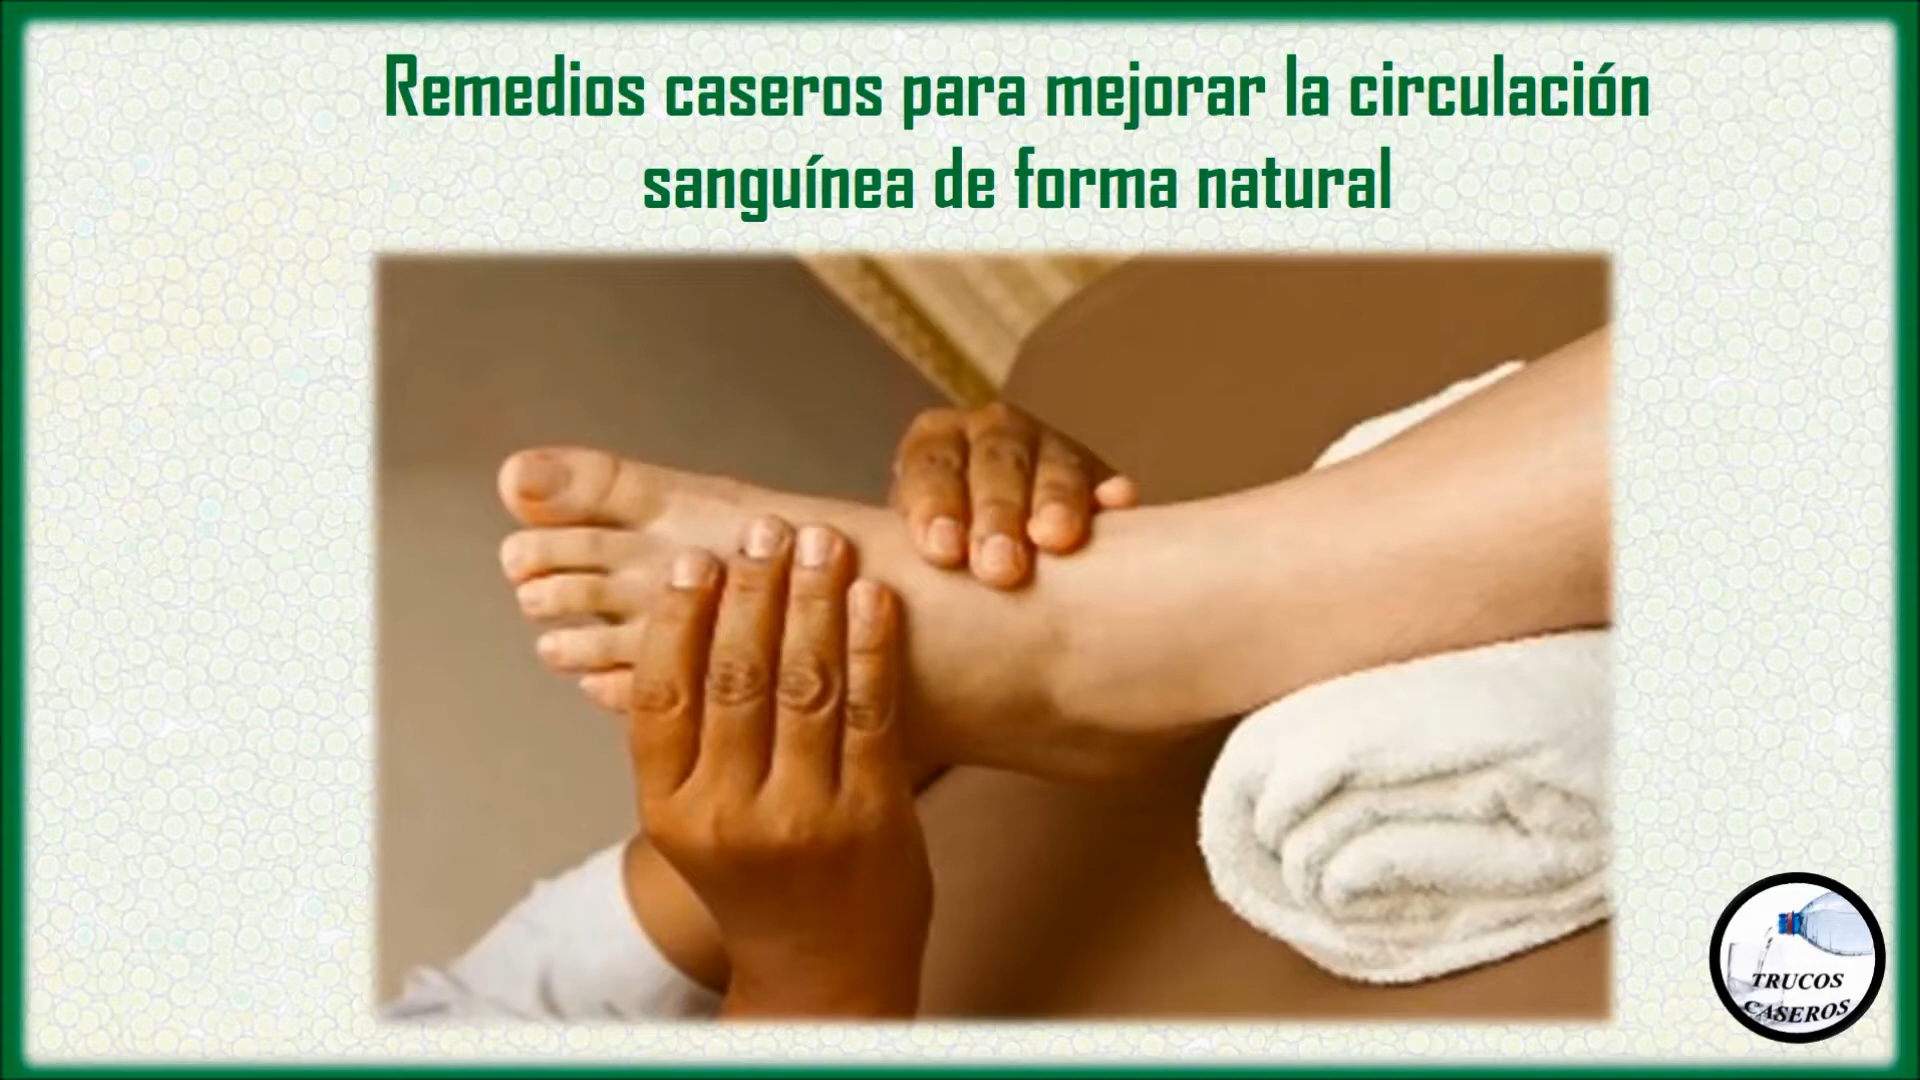 Remedios caseros para mejorar la circulación
sanguínea de forma natural
TRUCOS
CASEROS